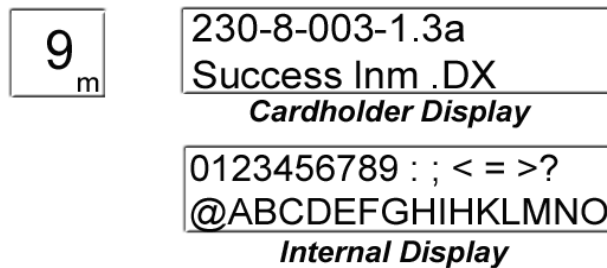 9
m
230-8-003-1.3a
Success Inm .DX
Cardholder Display
0123456789 : ; < = >?
@ABCDEFGHIHKLMNO
Internal Display